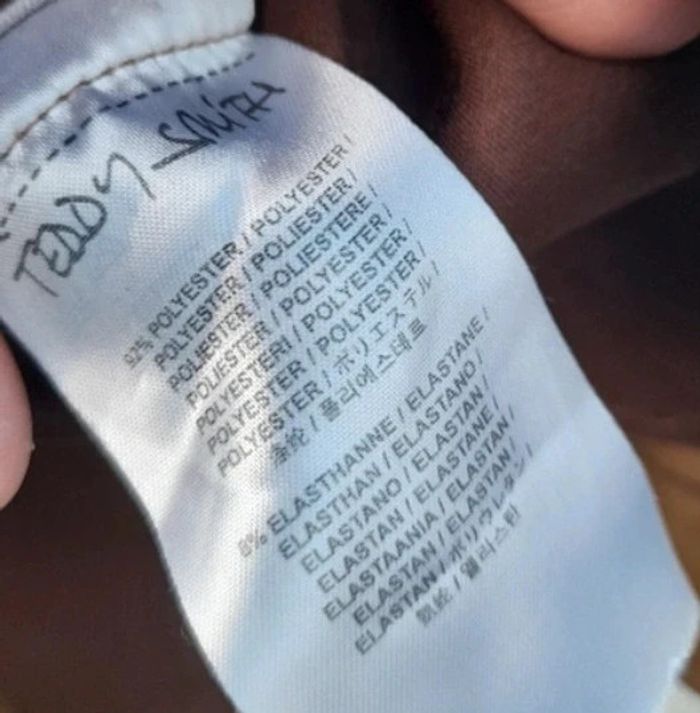 TEDDY SMITH
92% POLYESTER / POLYESTER /
POLYESTER / POLIESTER /
POLIESTER / POLIESTERE /
POLIESTER / POLYESTER /
POLYESTERI / POLYESTER /
POLYESTER / POLYESTER /
POLYESTER / ポリエステル /
폴리에스테르
8% ELASTHANNE / ELASTANE /
ELASTHAN / ELASTANO /
ELASTANO / ELASTAN /
ELASTAN / ELASTANE /
ELASTAANIA / ELASTAN /
ELASTAN / ELASTAN /
ELASTAN / ポリウレタン /
氨纶 / 엘라스틴